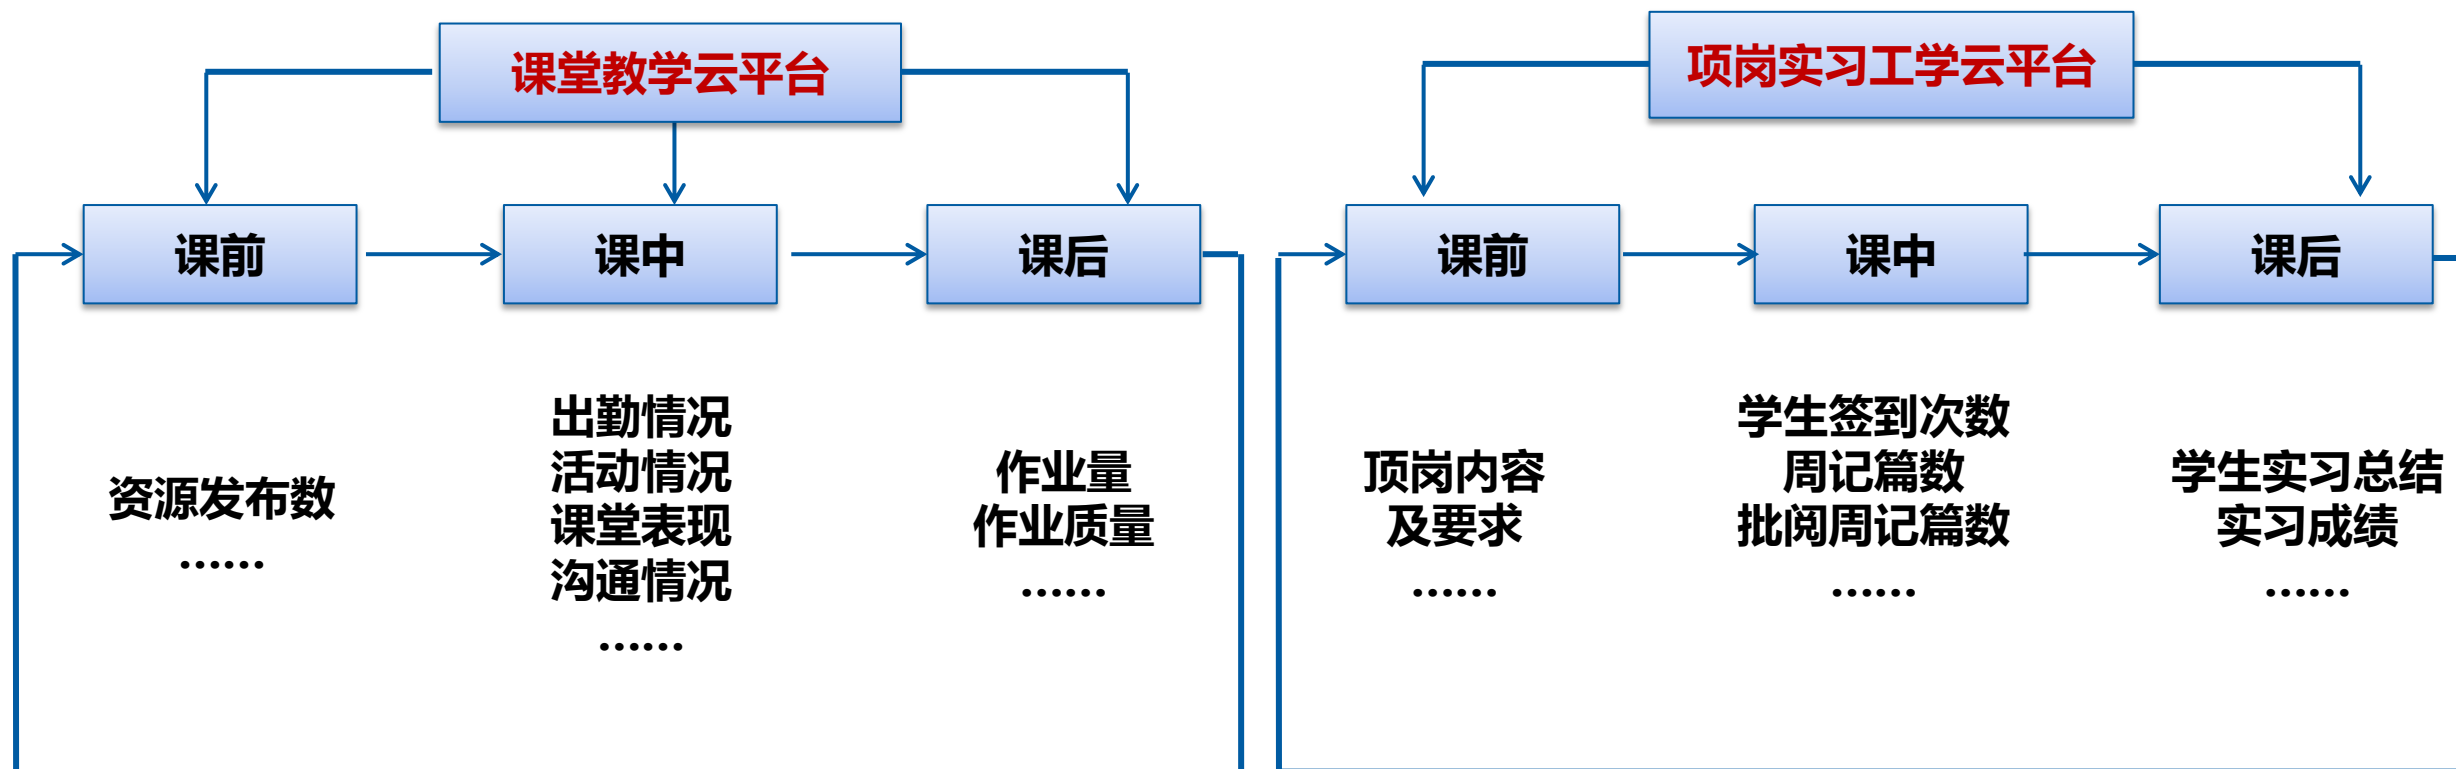 课堂教学云平台
课前
课中
课后
资源发布数
……
出勤情况
活动情况
课堂表现
沟通情况
……
作业量
作业质量
……
项岗实习工学云平台
课前
课中
课后
顶岗内容
及要求
……
学生签到次数
周记篇数
批阅周记篇数
……
学生实习总结
实习成绩
……